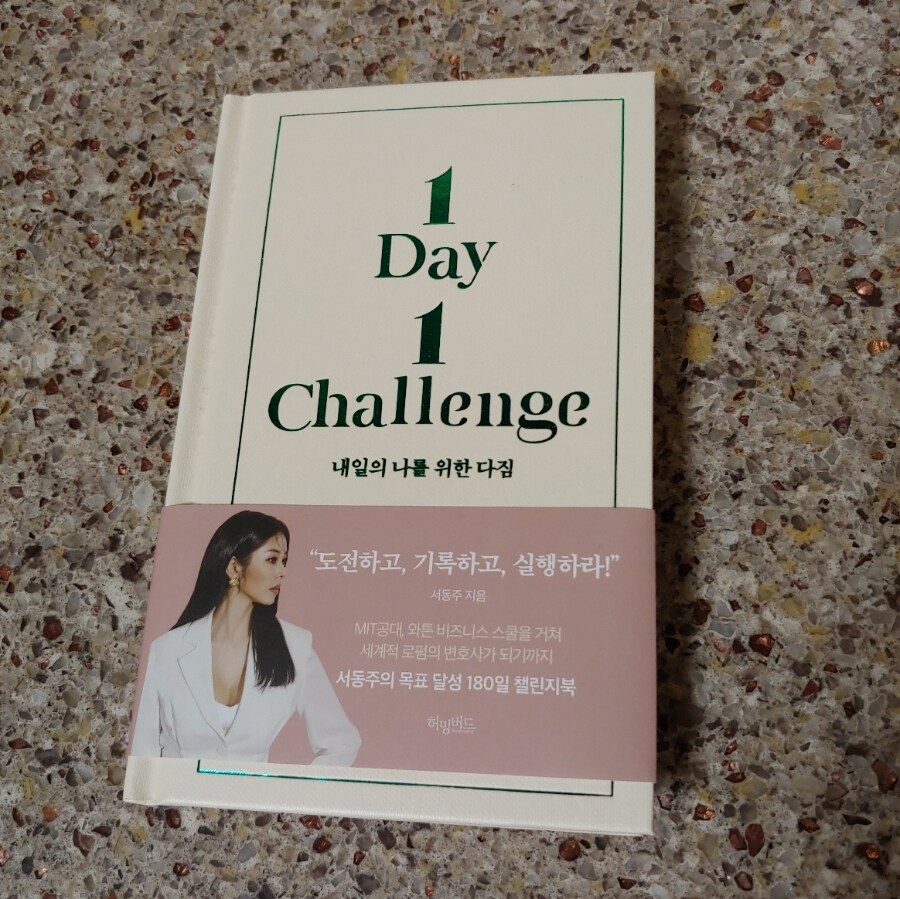 1
Day
1
Challenge
내일의 나를 위한 다짐
“도전하고, 기록하고, 실행하라!”
서동주 지음
MIT공대, 와튼 비즈니스 스쿨을 거쳐
세계적 로펌의 변호사가 되기까지
서동주의 목표 달성 180일 챌린지북
허밍버드